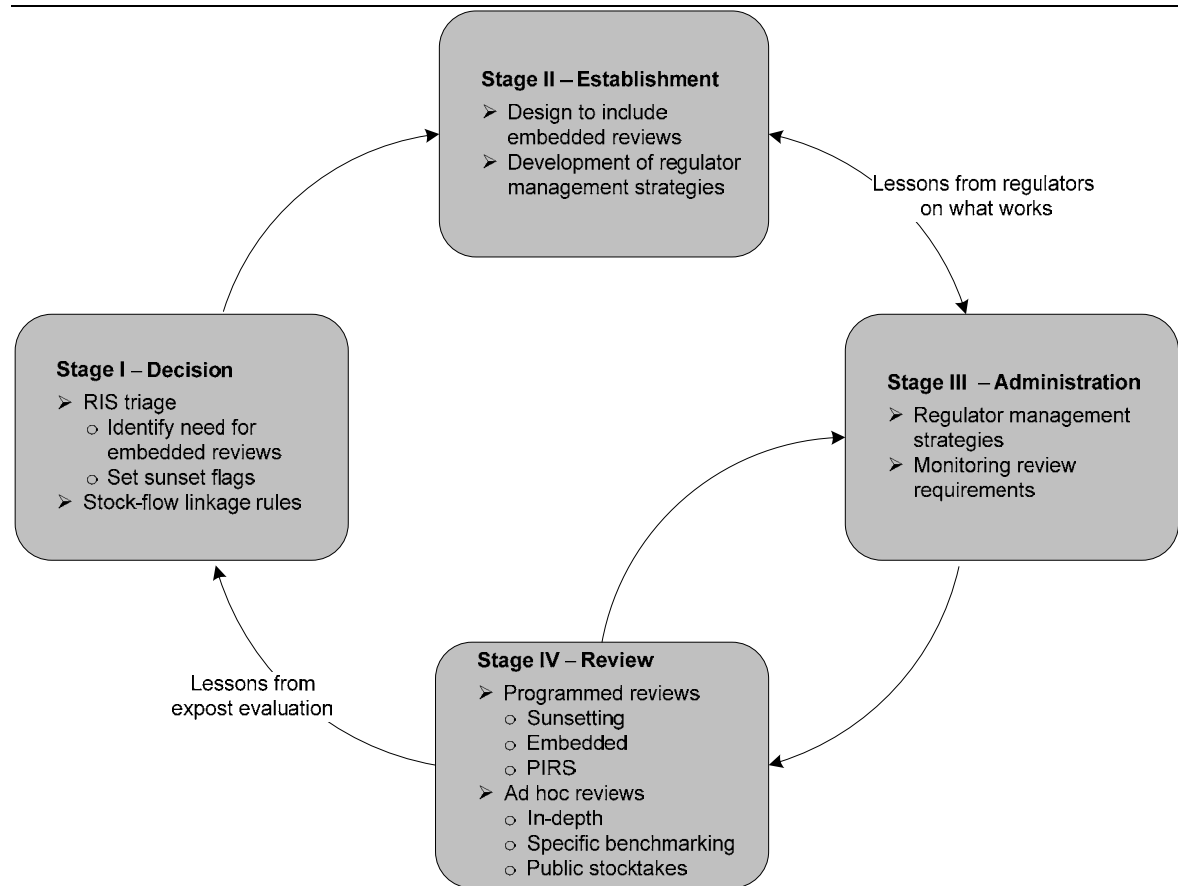 Stage II – Establishment
➢ Design to include
embedded reviews
➢ Development of regulator
management strategies
Lessons from regulators
on what works
Stage I – Decision
➢ RIS triage
o Identify need for
embedded reviews
o Set sunset flags
➢ Stock-flow linkage rules
Stage III – Administration
➢ Regulator management
strategies
➢ Monitoring review
requirements
Lessons from
expost evaluation
Stage IV – Review
➢ Programmed reviews
o Sunsetting
o Embedded
o PIRS
➢ Ad hoc reviews
o In-depth
o Specific benchmarking
o Public stocktakes